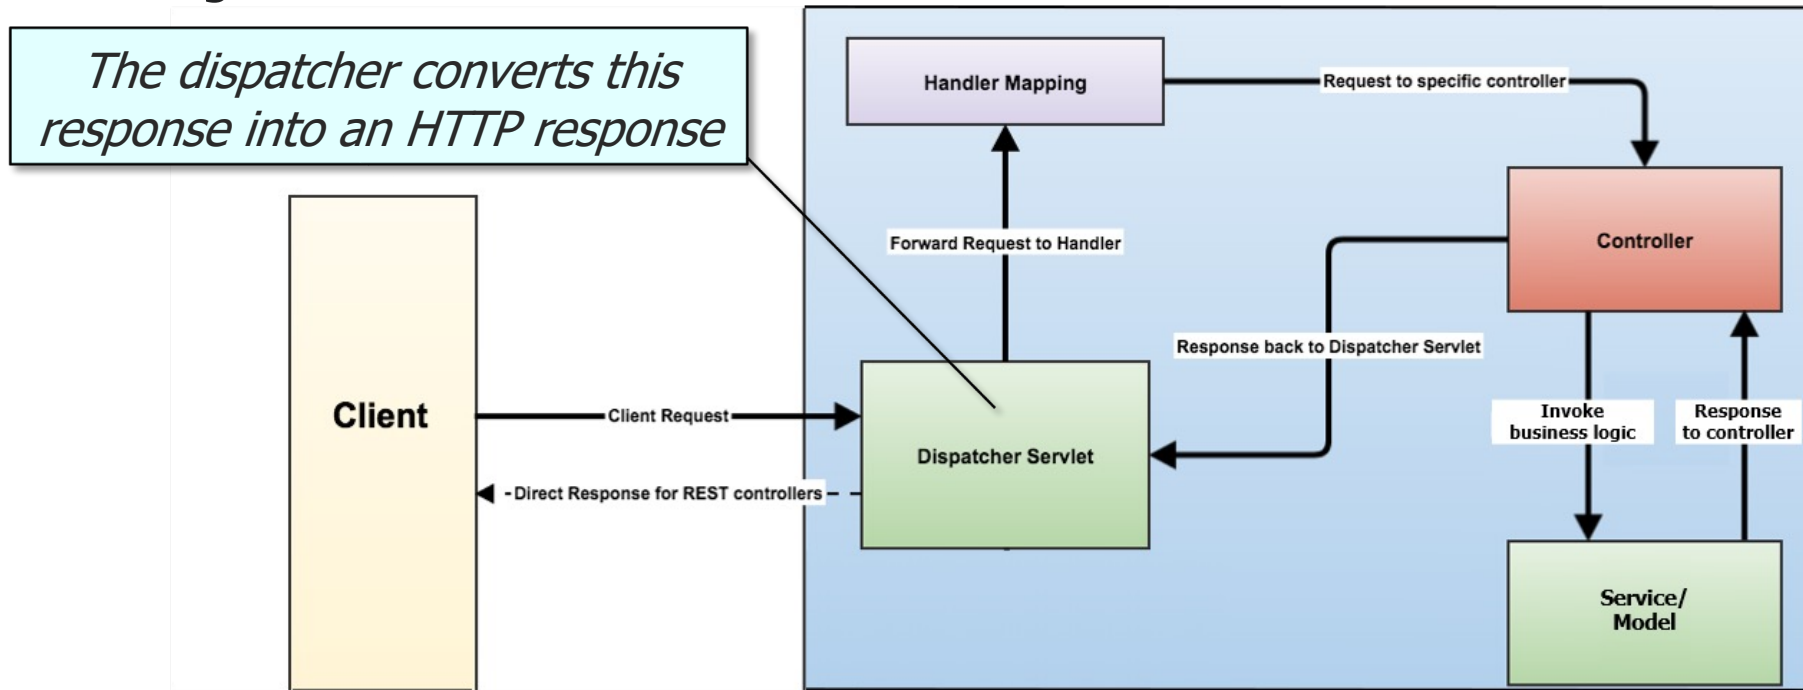 The dispatcher converts this
response into an HTTP response
Handler Mapping
Request to specific controller
Forward Request to Handler
Controller
Response back to Dispatcher Servlet
Client
Client Request
Invoke
business logic
Response
to controller
Dispatcher Servlet
Direct Response for REST controllers
Service/
Model